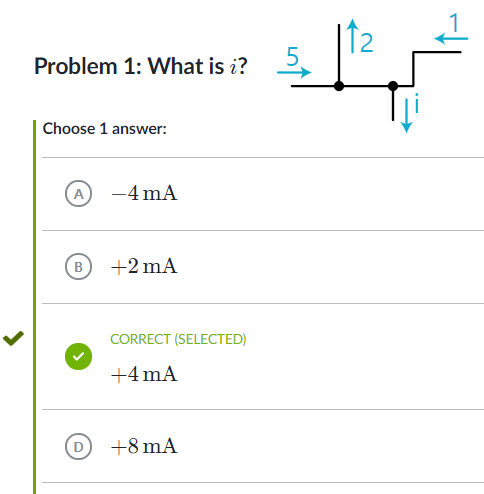 Problem 1: What is i?
5
2
1
i
Choose 1 answer:
A −4 mA
B +2 mA
CORRECT (SELECTED)
+4 mA
D +8 mA